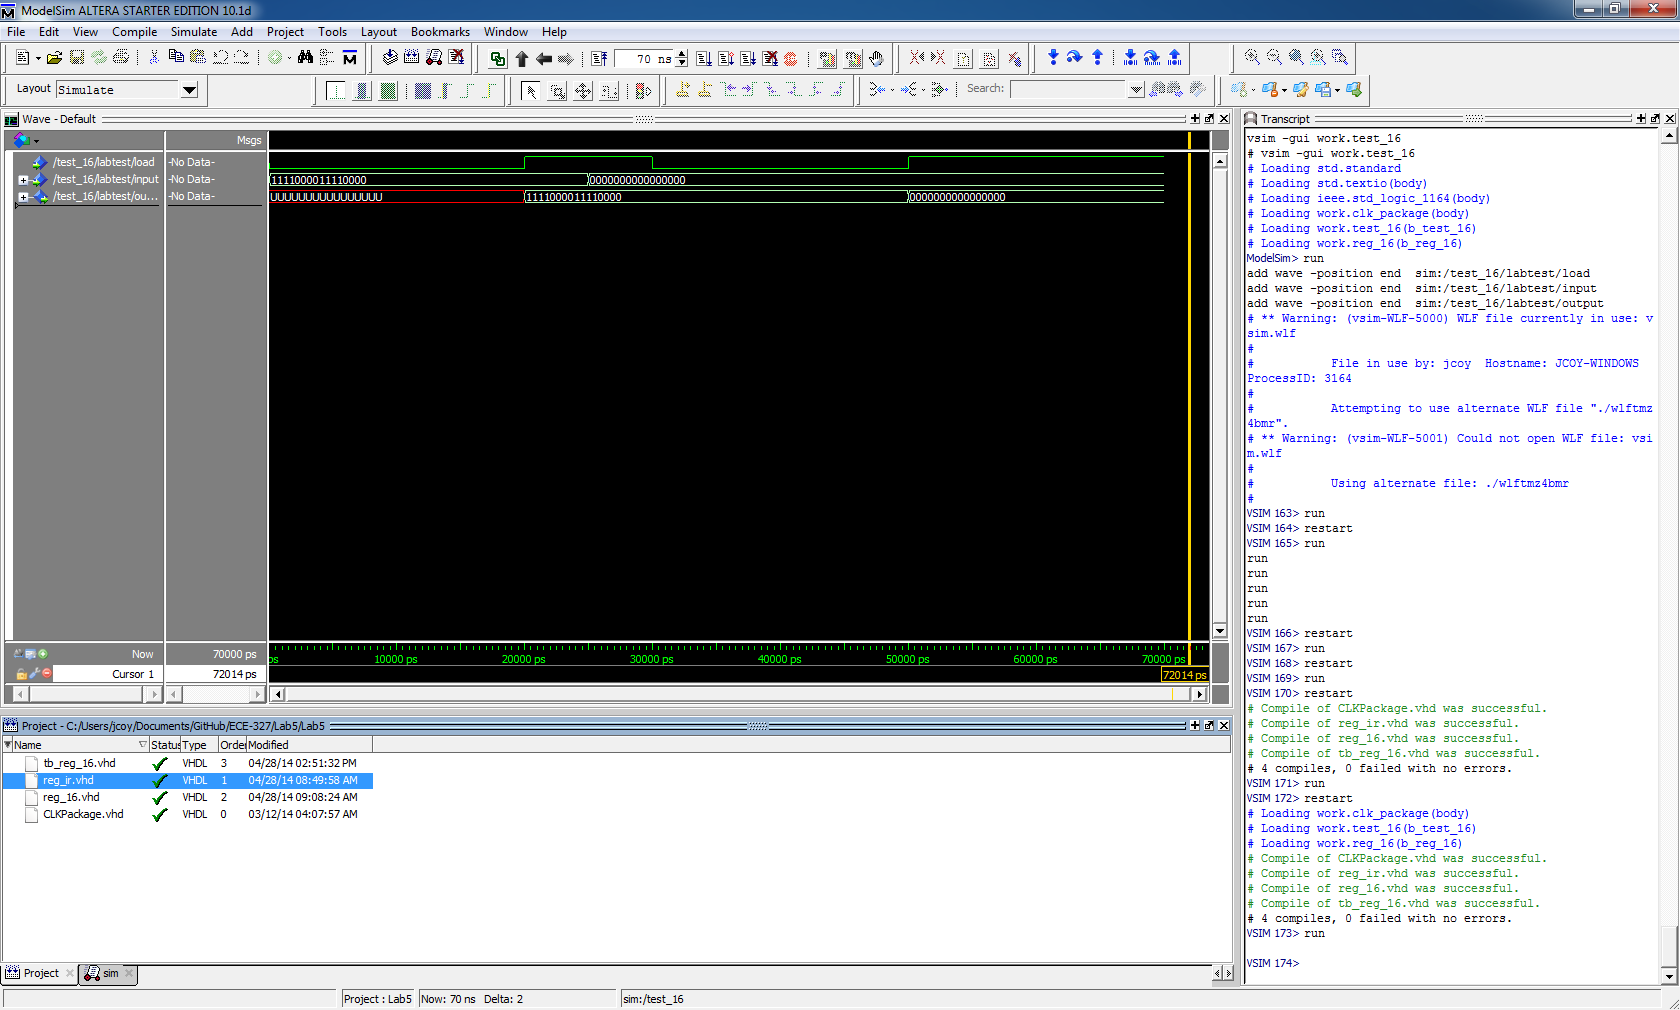 ModelSim ALTERA STARTER EDITION 10.1d
File Edit View Compile Simulate Add Project Tools Layout Bookmarks Window Help
70 ns
Layout Simulate
Search:
Wave - Default
Msgs
/test_16/labtest/load -No Data-
/test_16/labtest/input -No Data- 1111000011110000 0000000000000000
/test_16/labtest/ou... -No Data- UUUUUUUUUUUUUUUU 1111000011110000 0000000000000000
Now 70000 ps
ps 10000 ps 20000 ps 30000 ps 40000 ps 50000 ps 60000 ps 70000 ps
Cursor 1 72014 ps
72014 ps
Project - C:/Users/jcoy/Documents/GitHub/ECE-327/Lab5/Lab5
Name Status Type Order Modified
tb_reg_16.vhd VHDL 3 04/28/14 02:51:32 PM
reg_ir.vhd VHDL 1 04/28/14 08:49:58 AM
reg_16.vhd VHDL 2 04/28/14 09:08:24 AM
CLKPackage.vhd VHDL 0 03/12/14 04:07:57 AM
Project sim
Project : Lab5 Now: 70 ns Delta: 2 sim:/test_16
Transcript
vsim -gui work.test_16
# vsim -gui work.test_16
# Loading std.standard
# Loading std.textio(body)
# Loading ieee.std_logic_1164(body)
# Loading work.clk_package(body)
# Loading work.test_16(b_test_16)
# Loading work.reg_16(b_reg_16)
ModelSim> run
add wave -position end sim:/test_16/labtest/load
add wave -position end sim:/test_16/labtest/input
add wave -position end sim:/test_16/labtest/output
# ** Warning: (vsim-WLF-5000) WLF file currently in use: v
sim.wlf
#
# File in use by: jcoy Hostname: JCOY-WINDOWS
ProcessID: 3164
#
# Attempting to use alternate WLF file "./wlftmz
4bmr".
# ** Warning: (vsim-WLF-5001) Could not open WLF file: vsi
m.wlf
#
# Using alternate file: ./wlftmz4bmr
#
VSIM 163> run
VSIM 164> restart
VSIM 165> run
run
run
run
run
run
VSIM 166> restart
VSIM 167> run
VSIM 168> restart
VSIM 169> run
VSIM 170> restart
# Compile of CLKPackage.vhd was successful.
# Compile of reg_ir.vhd was successful.
# Compile of reg_16.vhd was successful.
# Compile of tb_reg_16.vhd was successful.
# 4 compiles, 0 failed with no errors.
VSIM 171> run
VSIM 172> restart
# Loading work.clk_package(body)
# Loading work.test_16(b_test_16)
# Loading work.reg_16(b_reg_16)
# Compile of CLKPackage.vhd was successful.
# Compile of reg_ir.vhd was successful.
# Compile of reg_16.vhd was successful.
# Compile of tb_reg_16.vhd was successful.
# 4 compiles, 0 failed with no errors.
VSIM 173> run
VSIM 174>